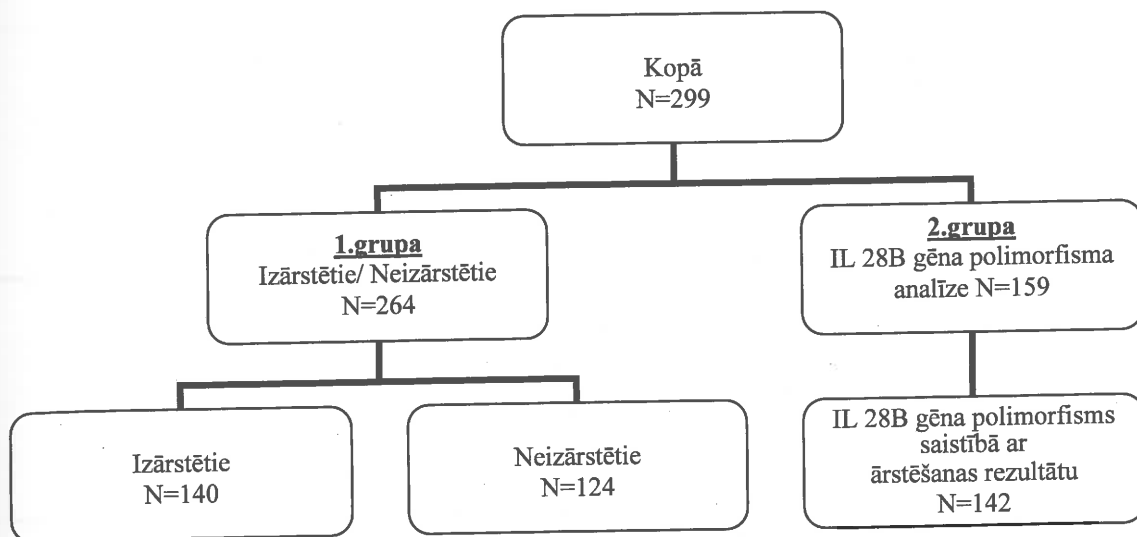 Kopā
N=299
1.grupa
Izārstētie/ Neizārstētie
N=264
2.grupa
IL 28B gēna polimorfisma
analīze N=159
Izārstētie
N=140
Neizārstētie
N=124
IL 28B gēna polimorfisms
saistībā ar
ārstēšanas rezultātu
N=142